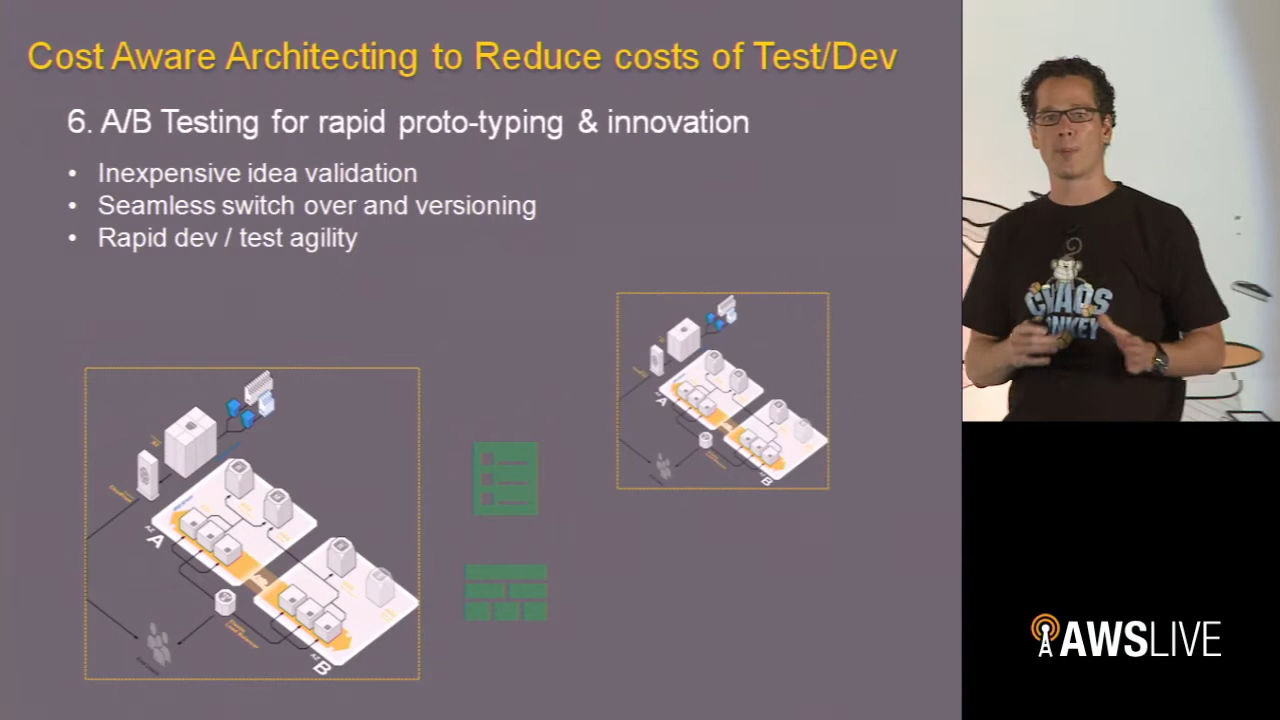 Cost Aware Architecting to Reduce costs of Test/Dev
6. A/B Testing for rapid proto-typing & innovation
• Inexpensive idea validation
• Seamless switch over and versioning
• Rapid dev / test agility
A
B
A
B
CHAOS
MONKEY
AWSLIVE